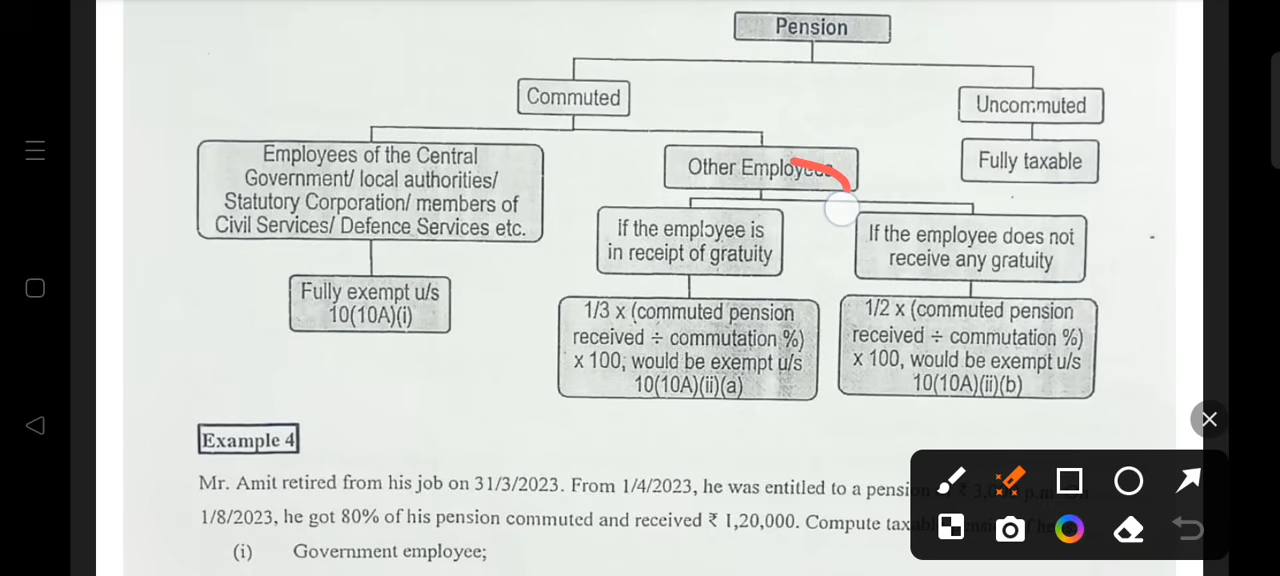 Pension
Commuted
Uncommuted
Fully taxable
Employees of the Central
Government/ local authorities/
Statutory Corporation/ members of
Civil Services/ Defence Services etc.
Fully exempt u/s
10(10A)(i)
Other Employees
If the employee is
in receipt of gratuity
1/3 x (commuted pension
received ÷ commutation %)
x 100, would be exempt u/s
10(10A)(ii)(a)
If the employee does not
receive any gratuity
1/2 x (commuted pension
received ÷ commutation %)
x 100, would be exempt u/s
10(10A)(ii)(b)
Example 4
Mr. Amit retired from his job on 31/3/2023. From 1/4/2023, he was entitled to a pension
1/8/2023, he got 80% of his pension commuted and received ₹ 1,20,000. Compute
(i) Government employee;